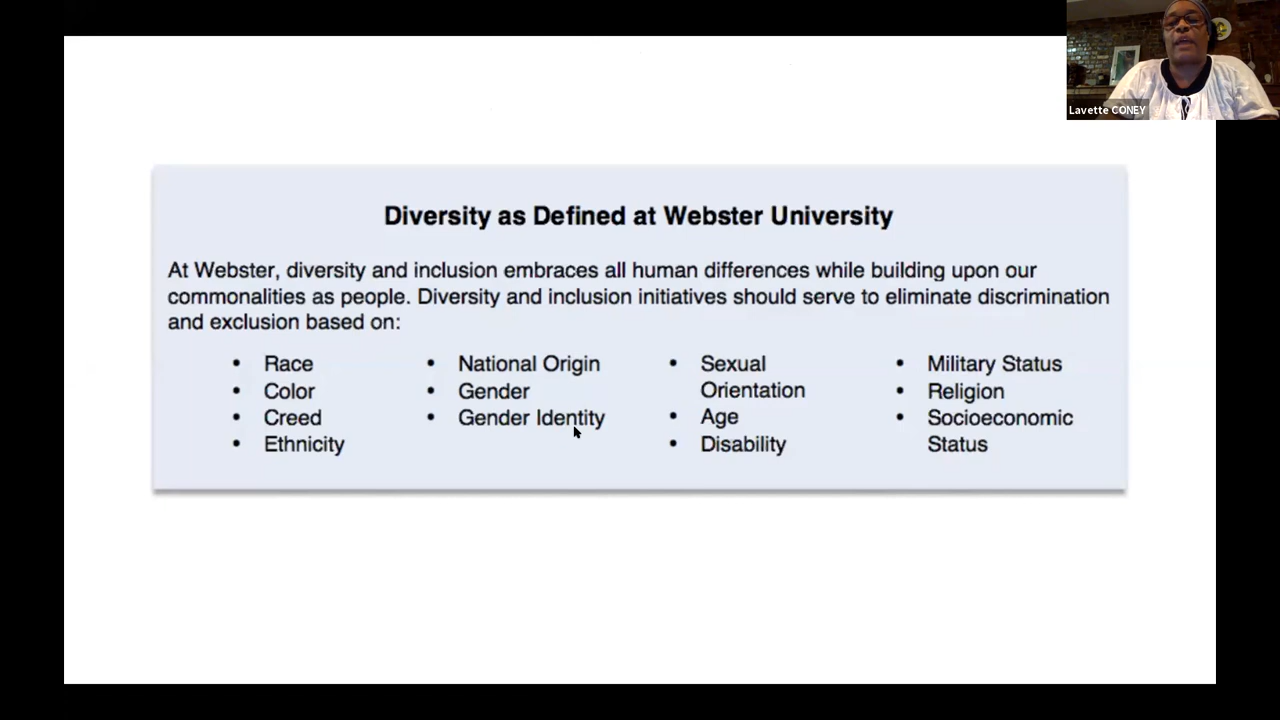 Lavette CONEY
Diversity as Defined at Webster University
At Webster, diversity and inclusion embraces all human differences while building upon our
commonalities as people. Diversity and inclusion initiatives should serve to eliminate discrimination
and exclusion based on:
• Race
• Color
• Creed
• Ethnicity
• National Origin
• Gender
• Gender Identity
• Sexual
Orientation
• Age
• Disability
• Military Status
• Religion
• Socioeconomic
Status